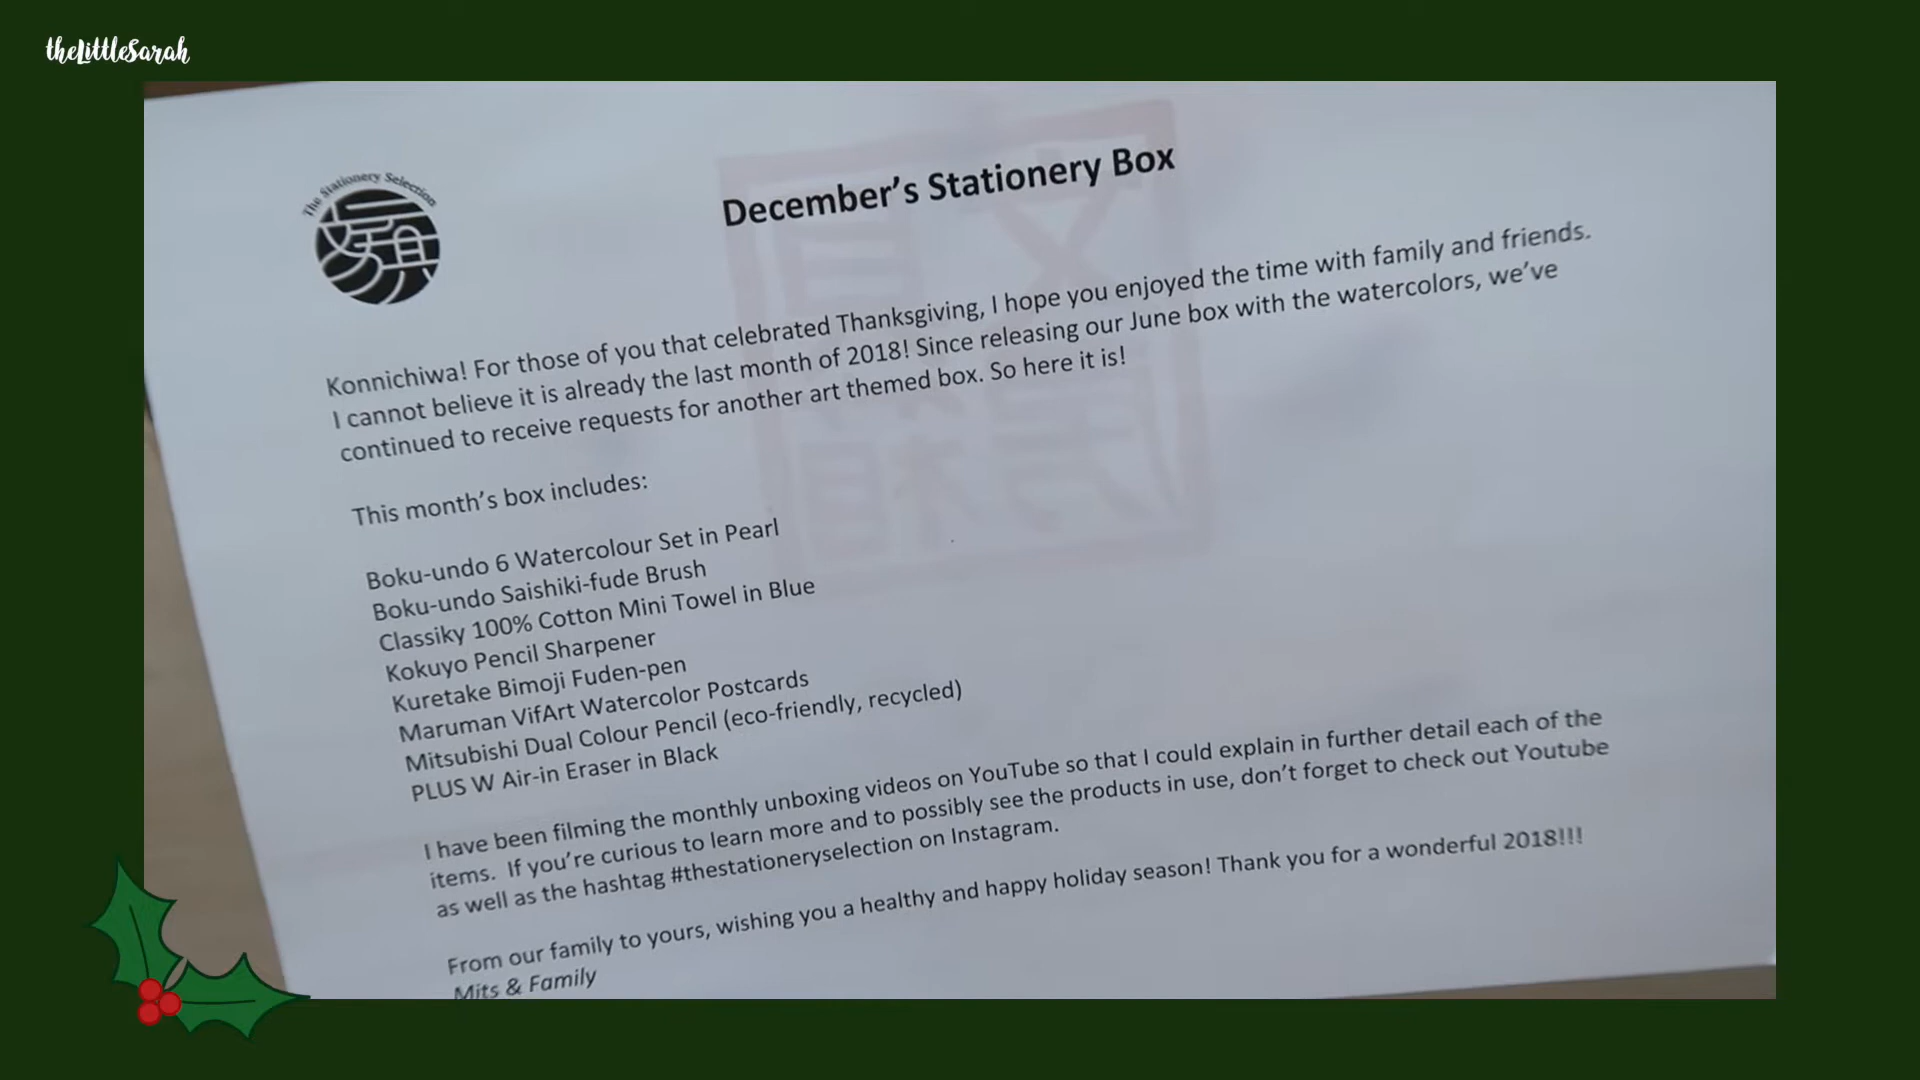 theLittleSarah
The Stationery Selection
December's Stationery Box
Konnichiwa! For those of you that celebrated Thanksgiving, I hope you enjoyed the time with family and friends.
I cannot believe it is already the last month of 2018! Since releasing our June box with the watercolors, we've
continued to receive requests for another art themed box. So here it is!
This month's box includes:
Boku-undo 6 Watercolour Set in Pearl
Boku-undo Saishiki-fude Brush
Classiky 100% Cotton Mini Towel in Blue
Kokuyo Pencil Sharpener
Kuretake Bimoji Fuden-pen
Maruman VifArt Watercolor Postcards
Mitsubishi Dual Colour Pencil (eco-friendly, recycled)
PLUS W Air-in Eraser in Black
I have been filming the monthly unboxing videos on YouTube so that I could explain in further detail each of the
items. If you're curious to learn more and to possibly see the products in use, don't forget to check out Youtube
as well as the hashtag #thestationeryselection on Instagram.
From our family to yours, wishing you a healthy and happy holiday season! Thank you for a wonderful 2018!!!
Mits & Family